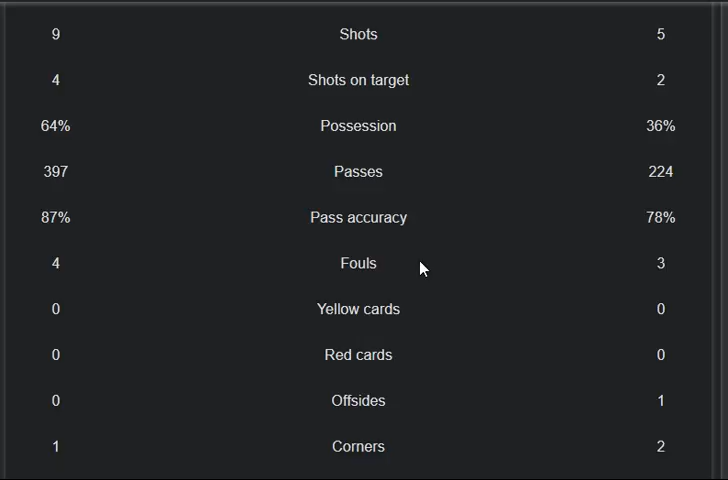 9 Shots 5
4 Shots on target 2
64% Possession 36%
397 Passes 224
87% Pass accuracy 78%
4 Fouls 3
0 Yellow cards 0
0 Red cards 0
0 Offsides 1
1 Corners 2